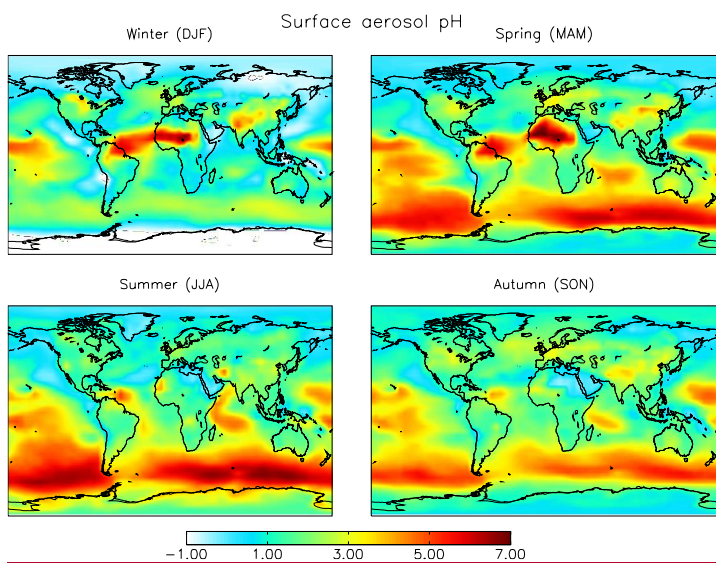 Surface aerosol pH
Winter (DJF)
Spring (MAM)
Summer (JJA)
Autumn (SON)
−1.00 1.00 3.00 5.00 7.00